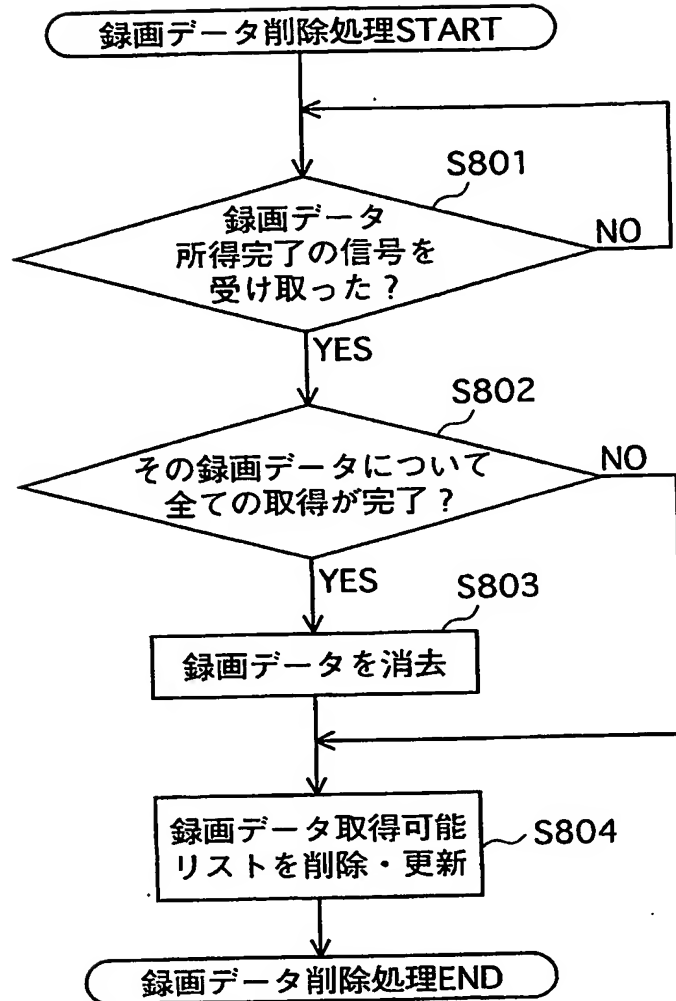 録画データ削除処理START
S801
録画データ
所得完了の信号を
受け取った？
NO
YES
S802
その録画データについて
全ての取得が完了？
NO
YES
S803
録画データを消去
録画データ取得可能
リストを削除・更新
S804
録画データ削除処理END